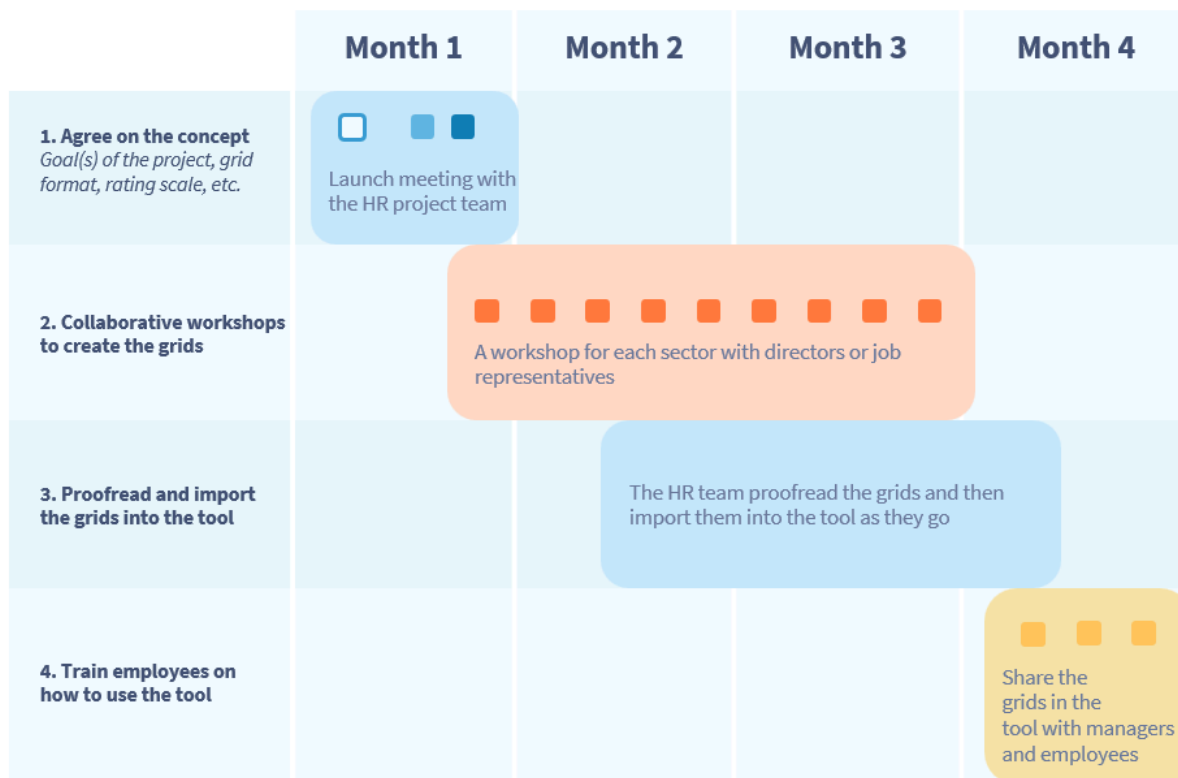 Month 1
Month 2
Month 3
Month 4
1. Agree on the concept
Goal(s) of the project, grid
format, rating scale, etc.
Launch meeting with
the HR project team
2. Collaborative workshops
to create the grids
A workshop for each sector with directors or job
representatives
3. Proofread and import
the grids into the tool
The HR team proofread the grids and then
import them into the tool as they go
4. Train employees on
how to use the tool
Share the
grids in the
tool with managers
and employees